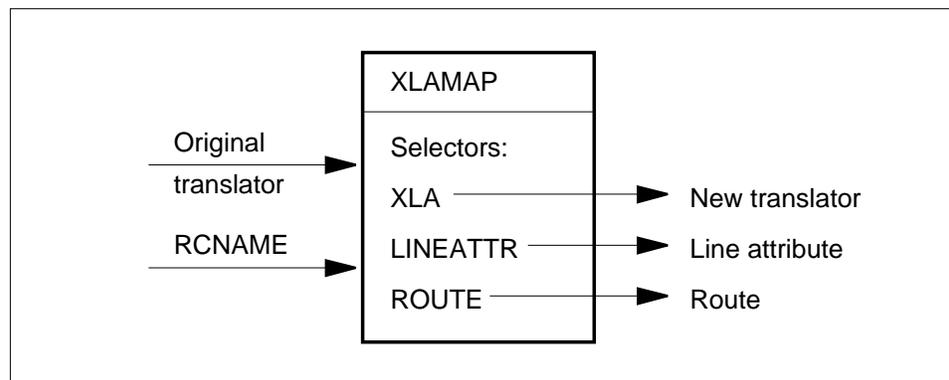 XLAMAP
Original
translator
RCNAME
Selectors:
XLA
New translator
LINEATTR
Line attribute
ROUTE
Route